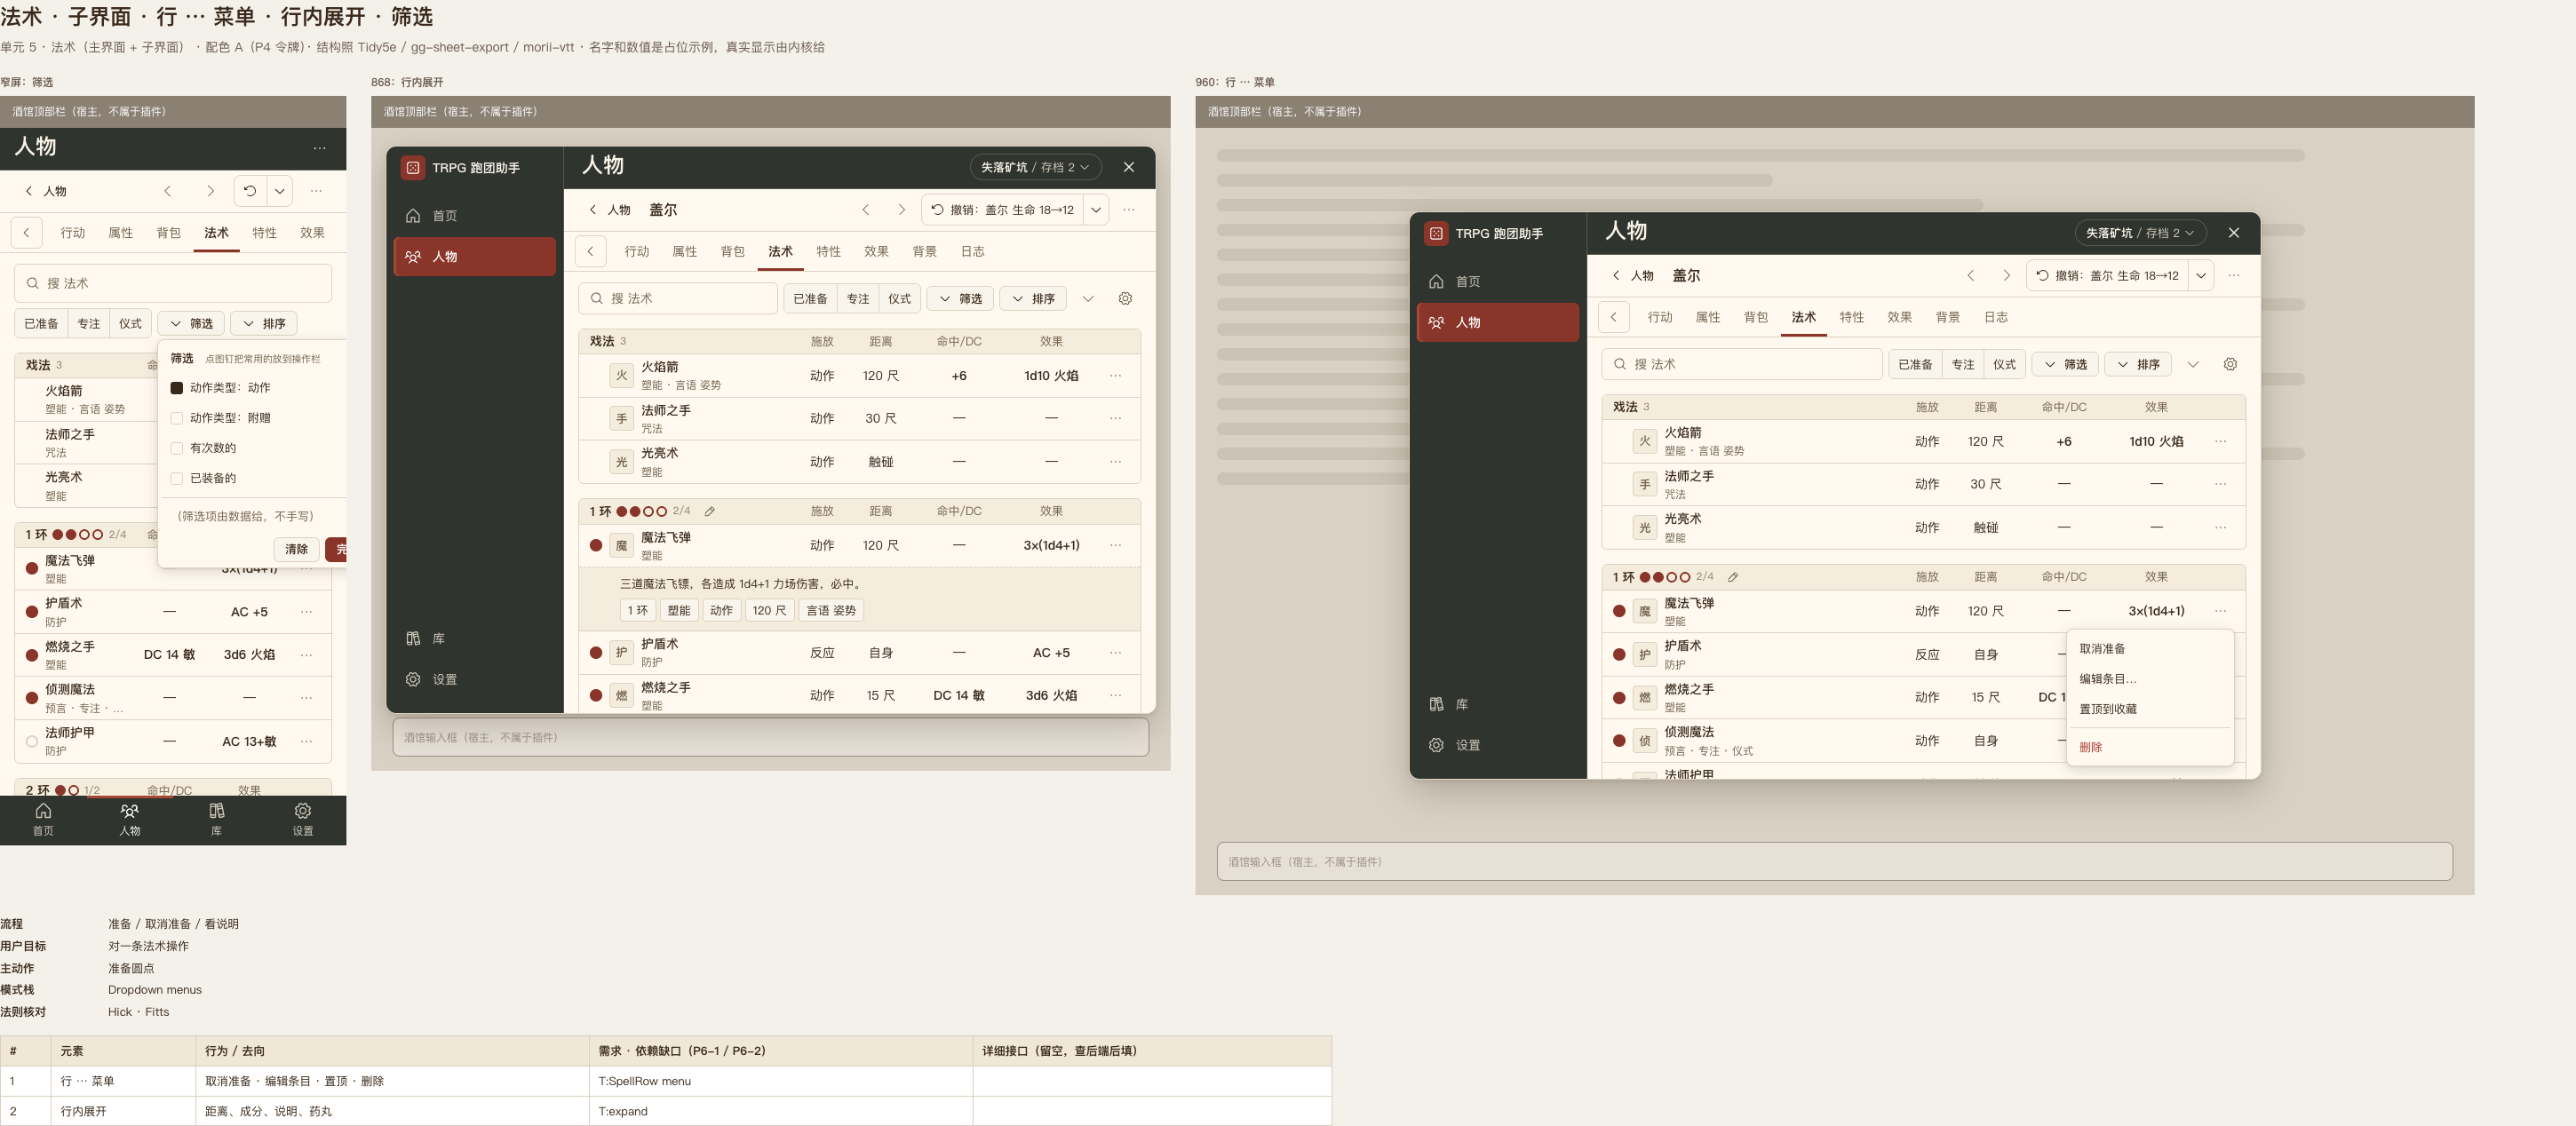 法术 · 子界面 · 行 ··· 菜单 · 行内展开 · 筛选
单元 5 · 法术（主界面 + 子界面） · 配色 A（P4 令牌）· 结构照 Tidy5e / gg-sheet-export / morii-vtt · 名字和数值是占位示例，真实显示由内核给
窄屏：筛选
酒馆顶部栏（宿主，不属于插件）
人物 ···
人物 ···
行动 属性 背包 法术 特性 效果
搜 法术
已准备 专注 仪式 筛选 排序
戏法 3
火焰箭
塑能 · 言语 姿势
法师之手
咒法
光亮术
塑能
筛选 点图钉把常用的放到操作栏
动作类型：动作
动作类型：附赠
有次数的
已装备的
（筛选项由数据给，不手写）
清除
1 环 2/4
魔法飞弹
塑能
护盾术 — AC +5 ···
防护
燃烧之手 DC 14 敏 3d6 火焰 ···
塑能
侦测魔法 — — ···
预言 · 专注 · ...
法师护甲 — AC 13+敏 ···
防护
2 环 1/2 命中/DC 效果
首页 人物 库 设置
868：行内展开
酒馆顶部栏（宿主，不属于插件）
TRPG 跑团助手
首页
人物
库
设置
人物 失落矿坑 / 存档 2
人物 盖尔 撤销：盖尔 生命 18→12 ···
行动 属性 背包 法术 特性 效果 背景 日志
搜 法术 已准备 专注 仪式 筛选 排序
戏法 3 施放 距离 命中/DC 效果
火 火焰箭 动作 120 尺 +6 1d10 火焰 ···
塑能 · 言语 姿势
手 法师之手 动作 30 尺 — — ···
咒法
光 光亮术 动作 触碰 — — ···
塑能
1 环 2/4 施放 距离 命中/DC 效果
魔 魔法飞弹 动作 120 尺 — 3×(1d4+1) ···
塑能
三道魔法飞镖，各造成 1d4+1 力场伤害，必中。
1 环 塑能 动作 120 尺 言语 姿势
护 护盾术 反应 自身 — AC +5 ···
防护
燃 燃烧之手 动作 15 尺 DC 14 敏 3d6 火焰 ···
塑能
酒馆输入框（宿主，不属于插件）
960：行 ··· 菜单
酒馆顶部栏（宿主，不属于插件）
TRPG 跑团助手
首页
人物
库
设置
人物 失落矿坑 / 存档 2
人物 盖尔 撤销：盖尔 生命 18→12 ···
行动 属性 背包 法术 特性 效果 背景 日志
搜 法术 已准备 专注 仪式 筛选 排序
戏法 3 施放 距离 命中/DC 效果
火 火焰箭 动作 120 尺 +6 1d10 火焰 ···
塑能 · 言语 姿势
手 法师之手 动作 30 尺 — — ···
咒法
光 光亮术 动作 触碰 — — ···
塑能
1 环 2/4 施放 距离 命中/DC 效果
魔 魔法飞弹 动作 120 尺 — 3×(1d4+1) ···
塑能
护 护盾术 反应 自身 —
防护
燃 燃烧之手 动作 15 尺 DC 1
塑能
侦 侦测魔法 动作 自身
预言 · 专注 · 仪式
法师护甲
取消准备
编辑条目...
置顶到收藏
删除
酒馆输入框（宿主，不属于插件）
流程 准备 / 取消准备 / 看说明
用户目标 对一条法术操作
主动作 准备圆点
模式栈 Dropdown menus
法则核对 Hick · Fitts
# 元素 行为 / 去向 需求 · 依赖缺口（P6-1 / P6-2） 详细接口（留空，查后端后填）
1 行 ··· 菜单 取消准备 · 编辑条目 · 置顶 · 删除 T:SpellRow menu
2 行内展开 距离、成分、说明、药丸 T:expand